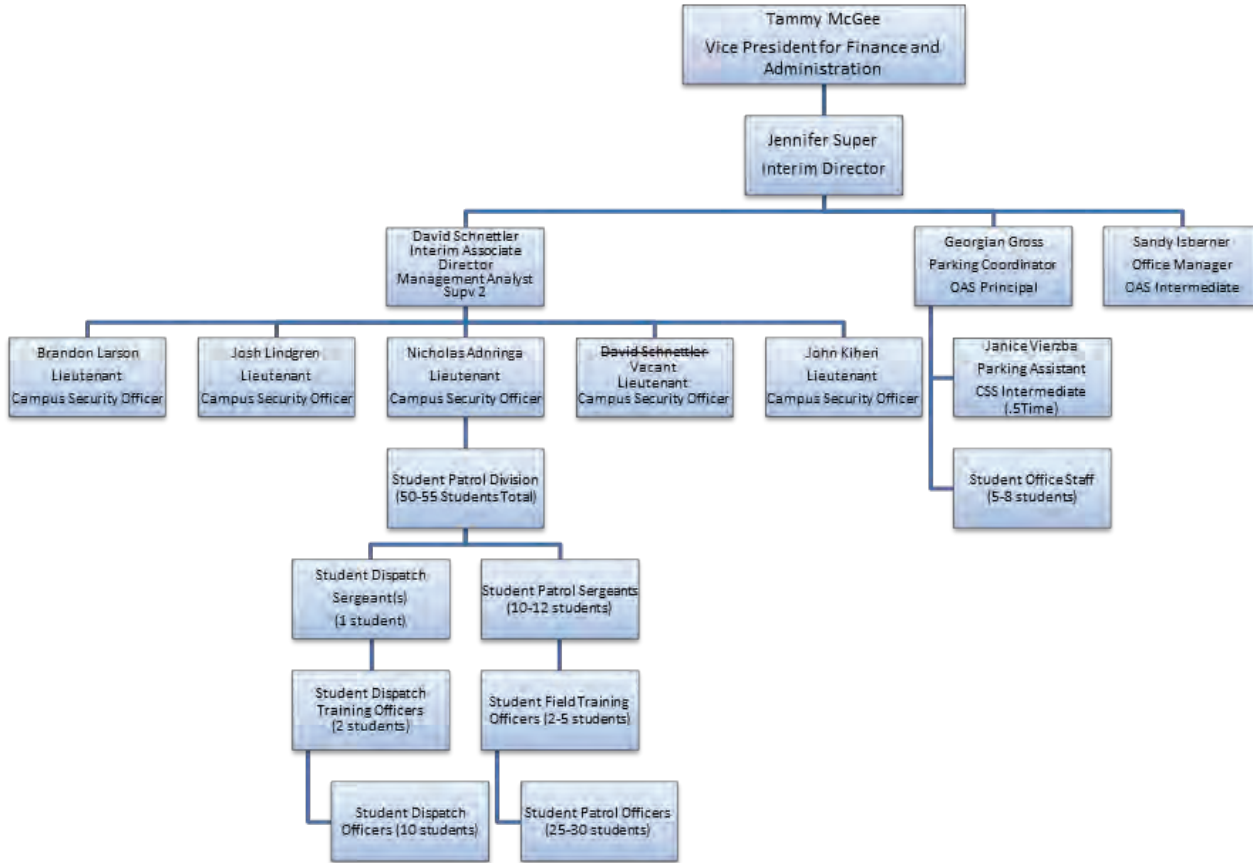 Tammy McGee
Vice President for Finance and
Administration
Jennifer Super
Interim Director
David Schnettler
Interim Associate
Director
Management Analyst
Supv 2
Georgian Gross
Parking Coordinator
OAS Principal
Sandy Isberner
Office Manager
OAS Intermediate
Brandon Larson
Lieutenant
Campus Security Officer
Josh Lindgren
Lieutenant
Campus Security Officer
Nicholas Adnringa
Lieutenant
Campus Security Officer
David Schnettler
Vacant
Lieutenant
Campus Security Officer
John Kiheri
Lieutenant
Campus Security Officer
Janice Vierzba
Parking Assistant
CSS Intermediate
(.5Time)
Student Patrol Division
(50-55 Students Total)
Student Office Staff
(5-8 students)
Student Dispatch
Sergeant(s)
(1 student)
Student Patrol Sergeants
(10-12 students)
Student Dispatch
Training Officers
(2 students)
Student Field Training
Officers (2-5 students)
Student Dispatch
Officers (10 students)
Student Patrol Officers
(25-30 students)